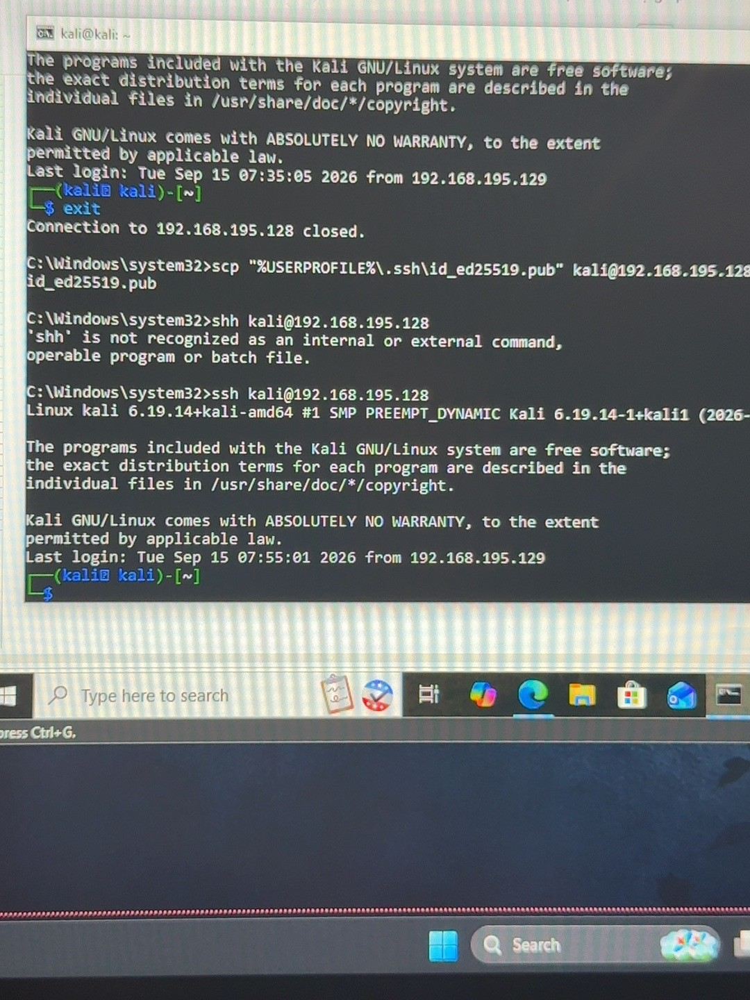 kali@kali: ~
The programs included with the Kali GNU/Linux system are free software;
the exact distribution terms for each program are described in the
individual files in /usr/share/doc/*/copyright.
Kali GNU/Linux comes with ABSOLUTELY NO WARRANTY, to the extent
permitted by applicable law.
Last login: Tue Sep 15 07:35:05 2026 from 192.168.195.129
┌──(kali kali)-[~]
└─$ exit
Connection to 192.168.195.128 closed.
C:\Windows\system32>scp "%USERPROFILE%\.ssh\id_ed25519.pub" kali@192.168.195.128
id_ed25519.pub
C:\Windows\system32>shh kali@192.168.195.128
'shh' is not recognized as an internal or external command,
operable program or batch file.
C:\Windows\system32>ssh kali@192.168.195.128
Linux kali 6.19.14+kali-amd64 #1 SMP PREEMPT_DYNAMIC Kali 6.19.14-1+kali1 (2026-
The programs included with the Kali GNU/Linux system are free software;
the exact distribution terms for each program are described in the
individual files in /usr/share/doc/*/copyright.
Kali GNU/Linux comes with ABSOLUTELY NO WARRANTY, to the extent
permitted by applicable law.
Last login: Tue Sep 15 07:55:01 2026 from 192.168.195.129
┌──(kali kali)-[~]
└─$
Type here to search
press Ctrl+G.
Search